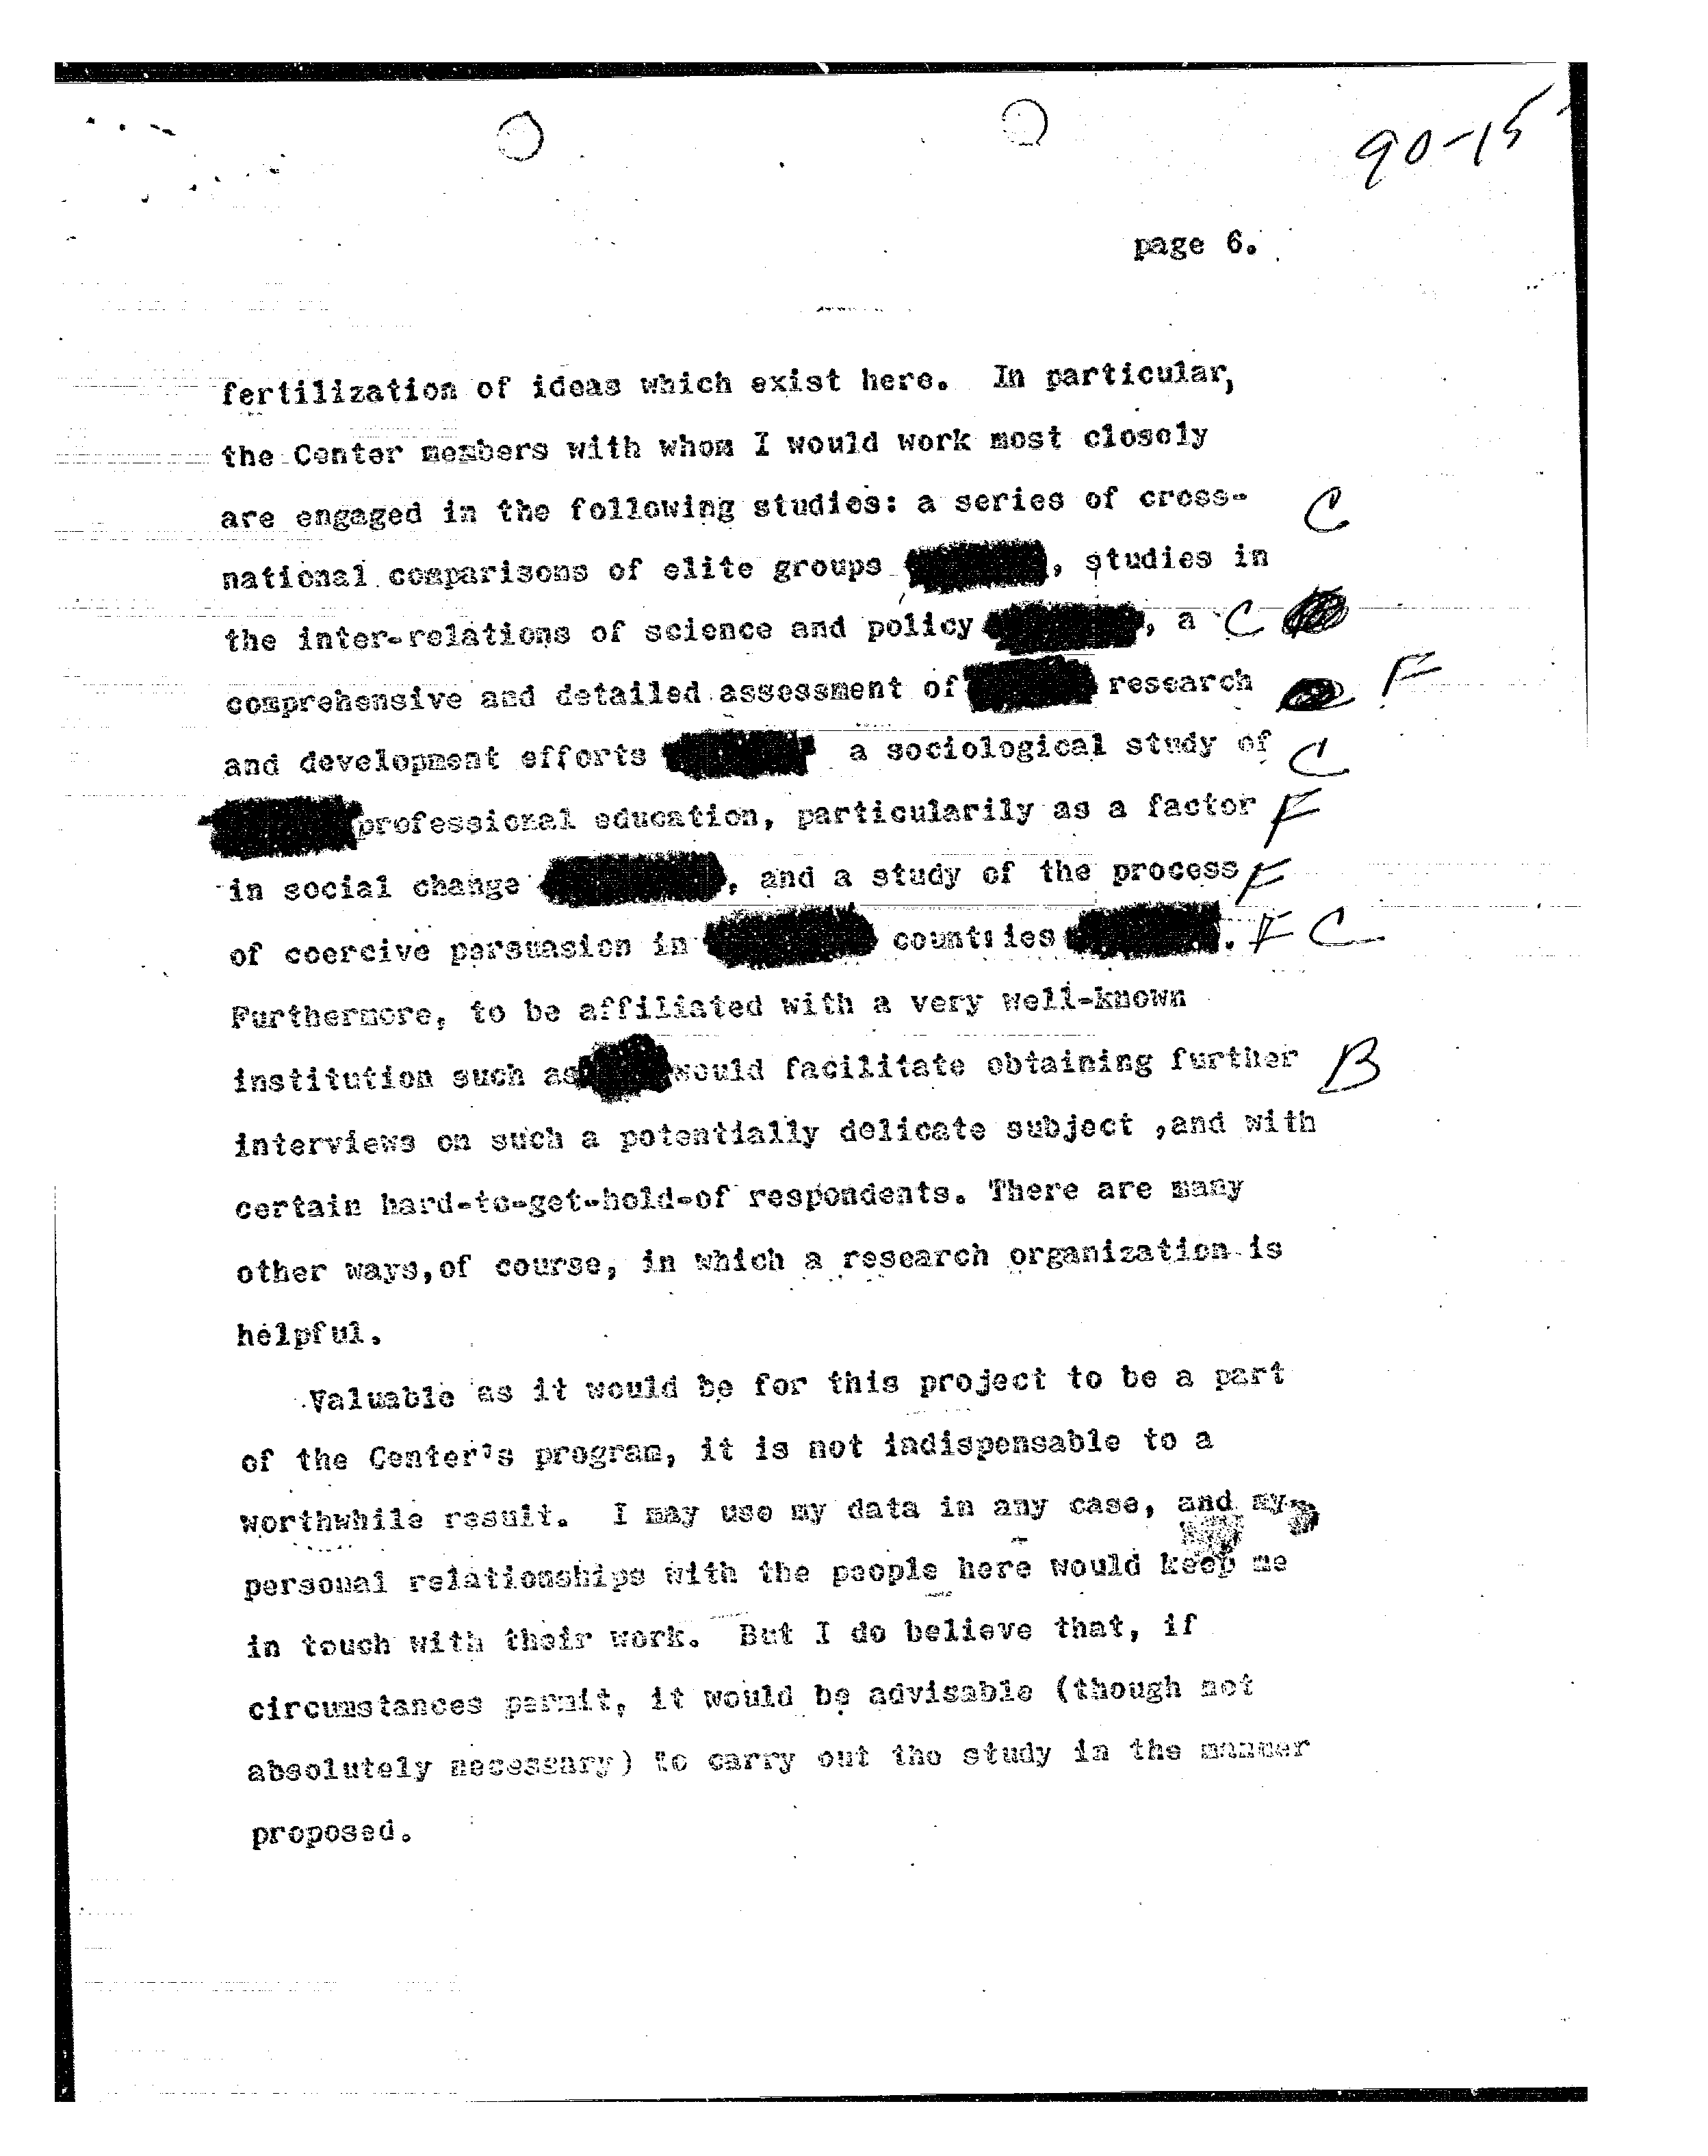 90-15
page 6.
fertilization of ideas which exist here. In particular,
the Center members with whom I would work most closely
are engaged in the following studies: a series of cross- C
national comparisons of elite groups , studies in
the inter-relations of science and policy , a C
comprehensive and detailed assessment of research F
and development efforts a sociological study of C
professional education, particularily as a factor F
in social change , and a study of the process F
of coercive persuasion in countries . F C
Furthermore, to be affiliated with a very well-known
institution such as would facilitate obtaining further B
interviews on such a potentially delicate subject ,and with
certain hard-to-get-hold-of respondents. There are many
other ways,of course, in which a research organization is
helpful.
Valuable as it would be for this project to be a part
of the Center's program, it is not indispensable to a
worthwhile result. I may use my data in any case, and my
personal relationships with the people here would keep me
in touch with their work. But I do believe that, if
circumstances permit, it would be advisable (though not
absolutely necessary) to carry out the study in the manner
proposed.